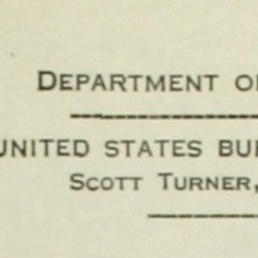 DEPARTMENT O
UNITED STATES BU
SCOTT TURNER,